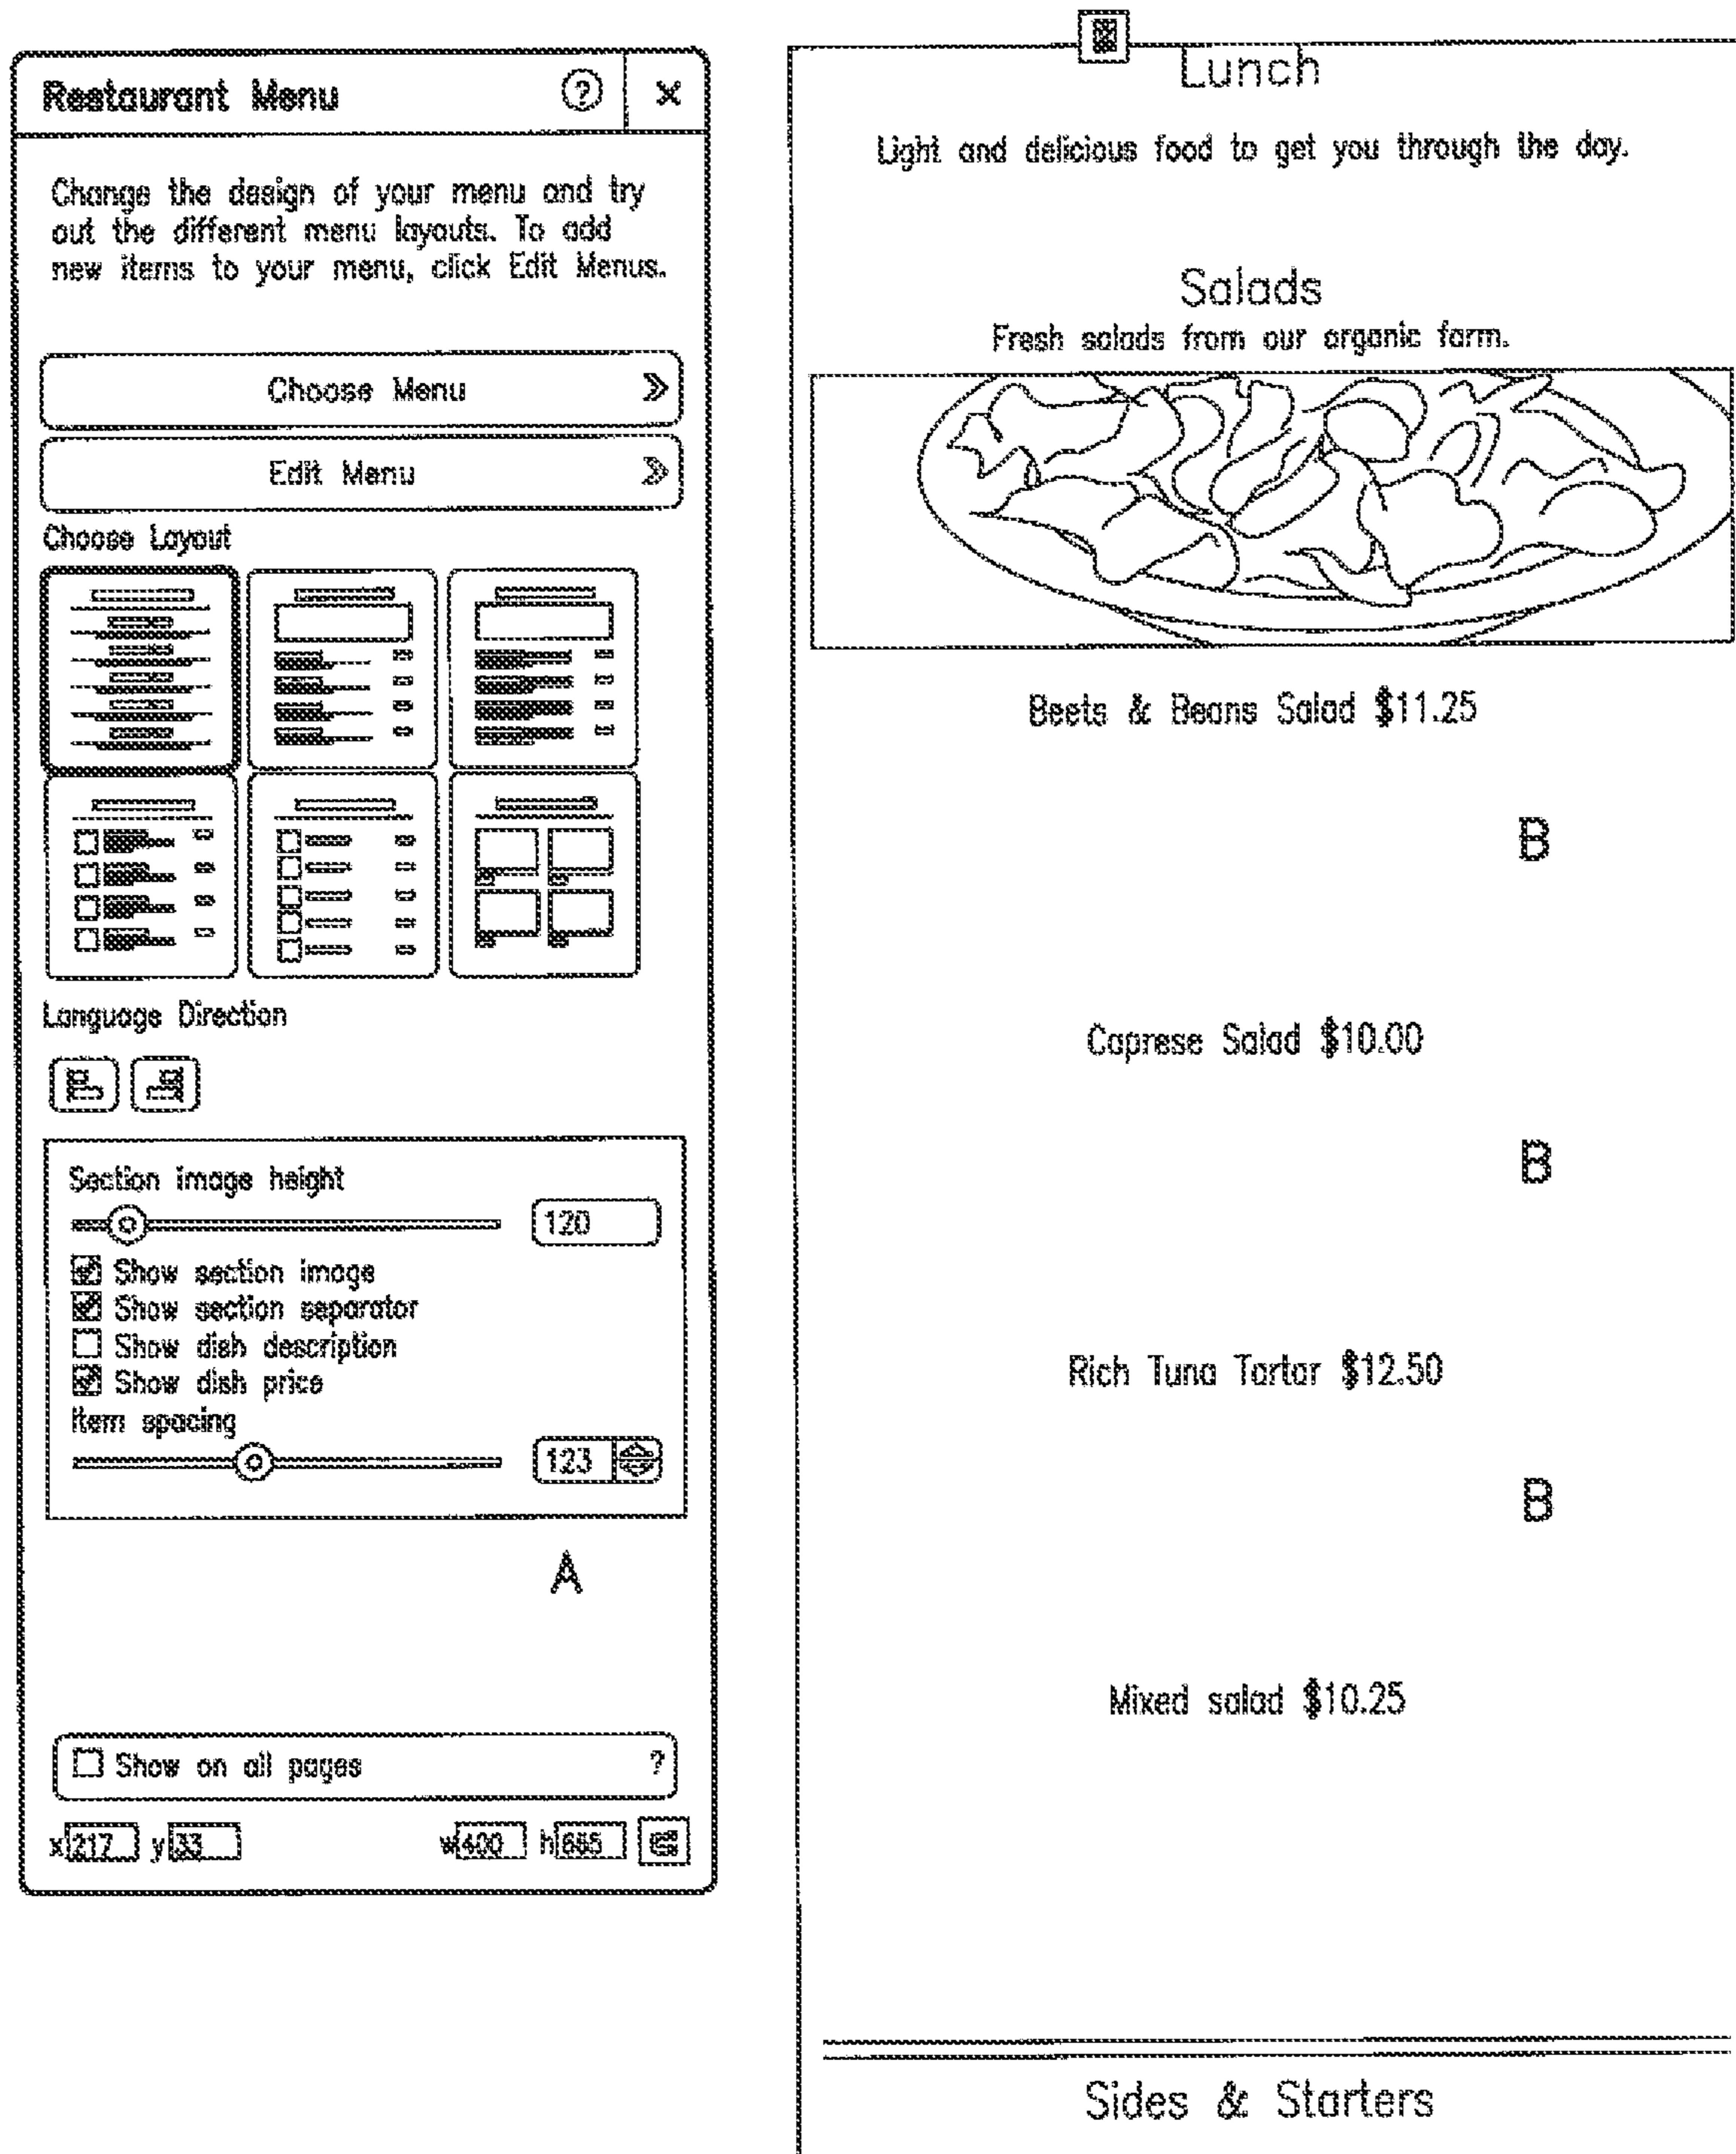 Restaurant Menu ? ×
Change the design of your menu and try
out the different menu layouts. To add
new items to your menu, click Edit Menus.
Choose Menu »
Edit Menu »
Choose Layout
Language Direction
Section image height
120
Show section image
Show section separator
Show dish description
Show dish price
Item spacing
123
A
Show on all pages ?
x 217 y 33 w 400 h
Lunch
Light and delicious food to get you through the day.
Salads
Fresh salads from our organic farm.
Beets & Beans Salad $11.25
B
Caprese Salad $10.00
B
Rich Tuna Tartar $12.50
B
Mixed salad $10.25
Sides & Starters